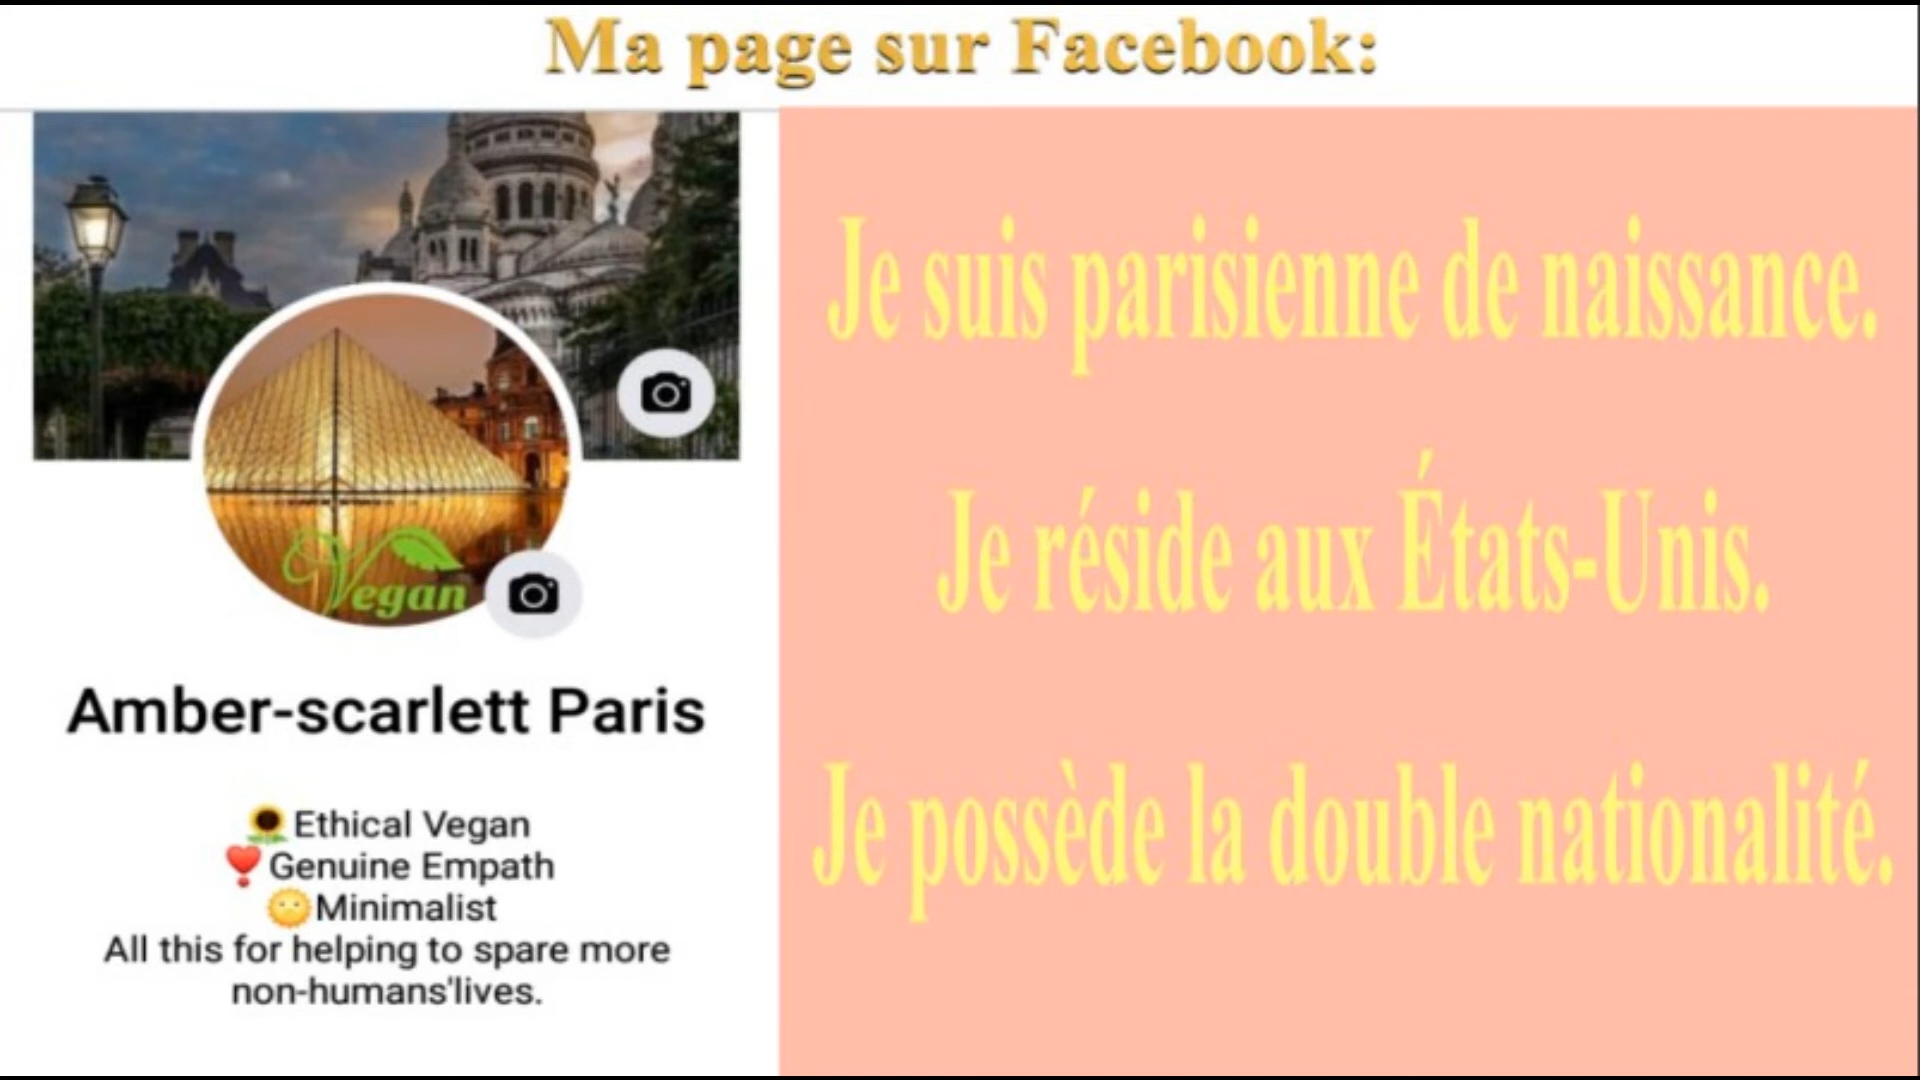 Ma page sur Facebook:
Vegan
Amber-scarlett Paris
🌻Ethical Vegan
❣️Genuine Empath
🌝Minimalist
All this for helping to spare more
non-humans'lives.
Je suis parisienne de naissance.
Je réside aux États-Unis.
Je possède la double nationalité.